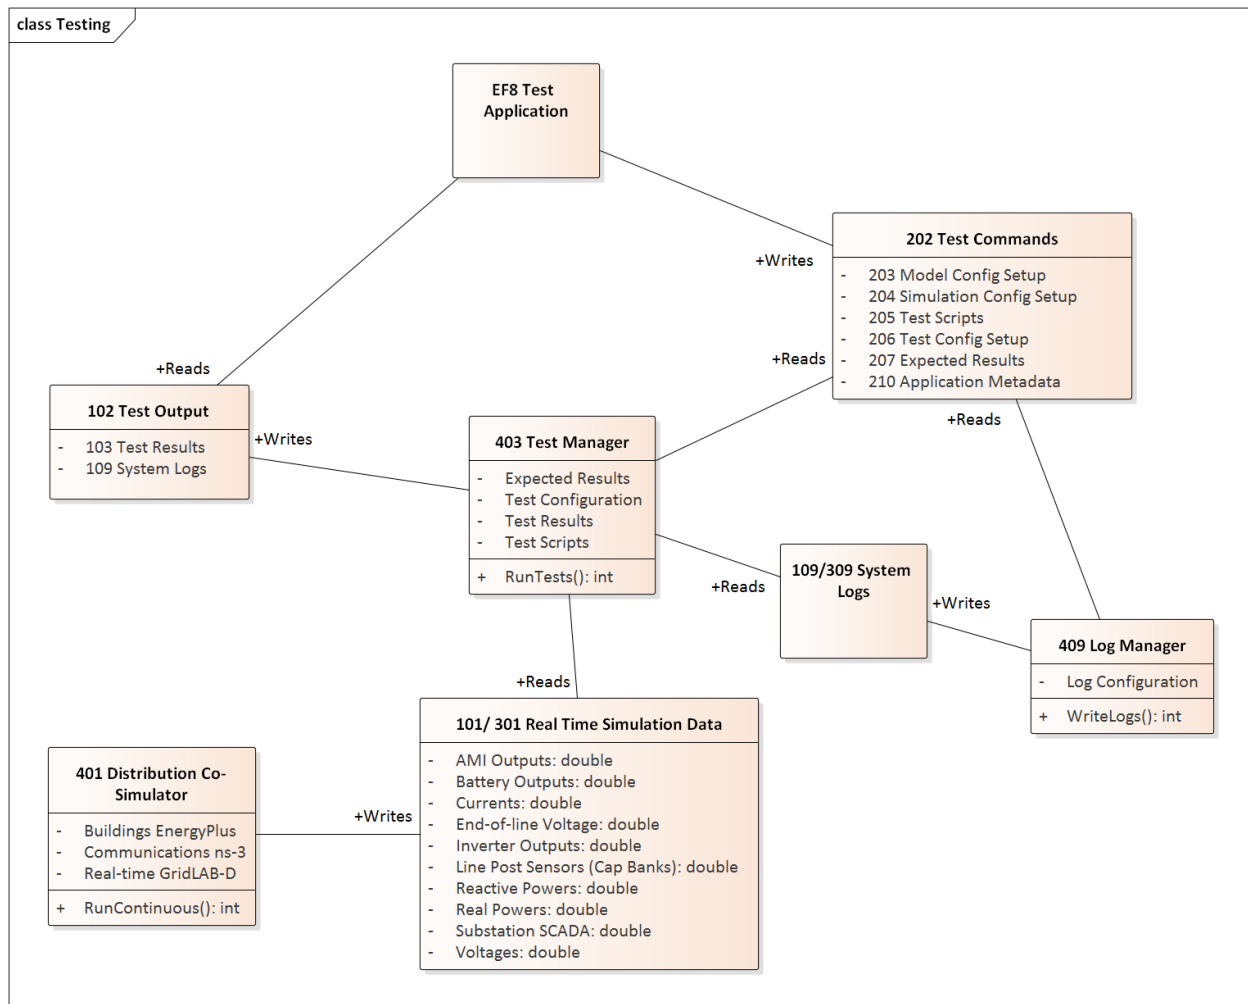 class Testing
EF8 Test
Application
+Writes
202 Test Commands
- 203 Model Config Setup
- 204 Simulation Config Setup
- 205 Test Scripts
- 206 Test Config Setup
- 207 Expected Results
- 210 Application Metadata
+Reads
+Reads
+Reads
102 Test Output
- 103 Test Results
- 109 System Logs
+Writes
403 Test Manager
- Expected Results
- Test Configuration
- Test Results
- Test Scripts
+ RunTests(): int
+Reads
109/309 System
Logs
+Writes
409 Log Manager
- Log Configuration
+ WriteLogs(): int
+Reads
101/ 301 Real Time Simulation Data
- AMI Outputs: double
- Battery Outputs: double
- Currents: double
- End-of-line Voltage: double
- Inverter Outputs: double
- Line Post Sensors (Cap Banks): double
- Reactive Powers: double
- Real Powers: double
- Substation SCADA: double
- Voltages: double
+Writes
401 Distribution Co-
Simulator
- Buildings EnergyPlus
- Communications ns-3
- Real-time GridLAB-D
+ RunContinuous(): int